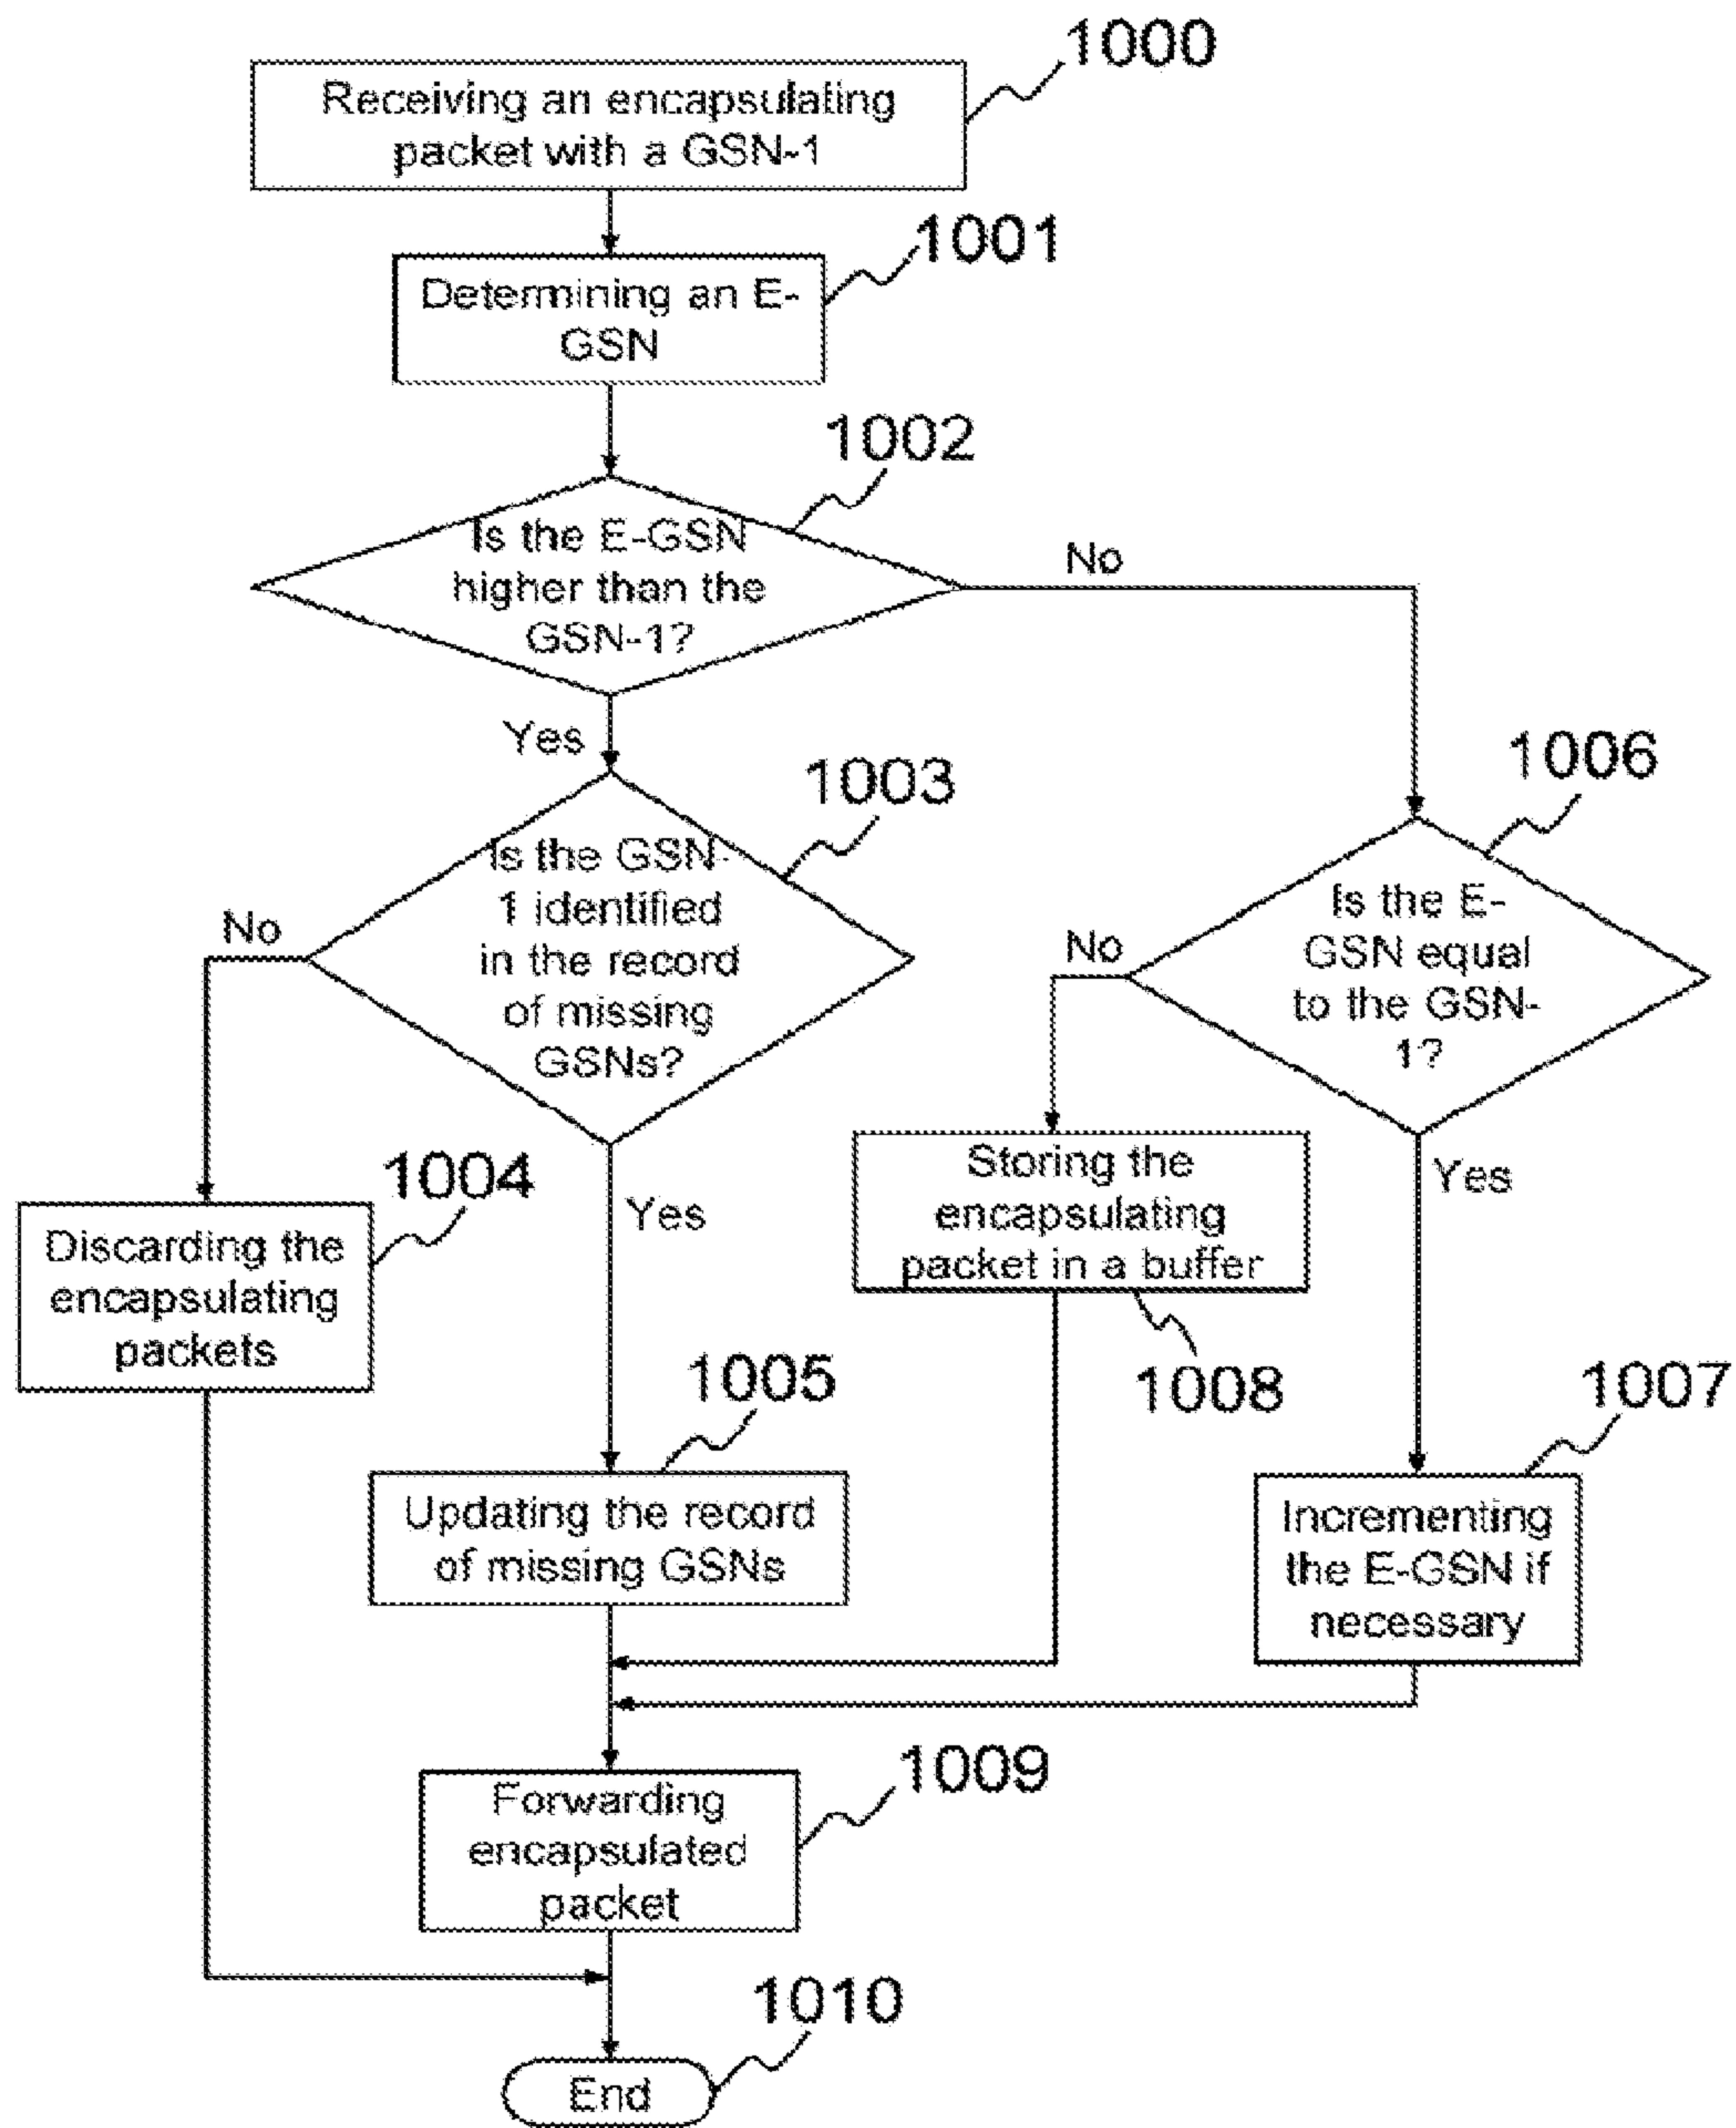 1000
Receiving an encapsulating
packet with a GSN-1
1001
Determining an E-
GSN
1002
Is the E-GSN
higher than the
GSN-1?
No
Yes
1003
Is the GSN-
1 identified
in the record
of missing
GSNs?
No
1006
Is the E-
GSN equal
to the GSN-
1?
No
1004
Discarding the
encapsulating
packets
Yes
Storing the
encapsulating
packet in a buffer
Yes
1005
Updating the record
of missing GSNs
1008
1007
Incrementing
the E-GSN if
necessary
1009
Forwarding
encapsulated
packet
1010
End